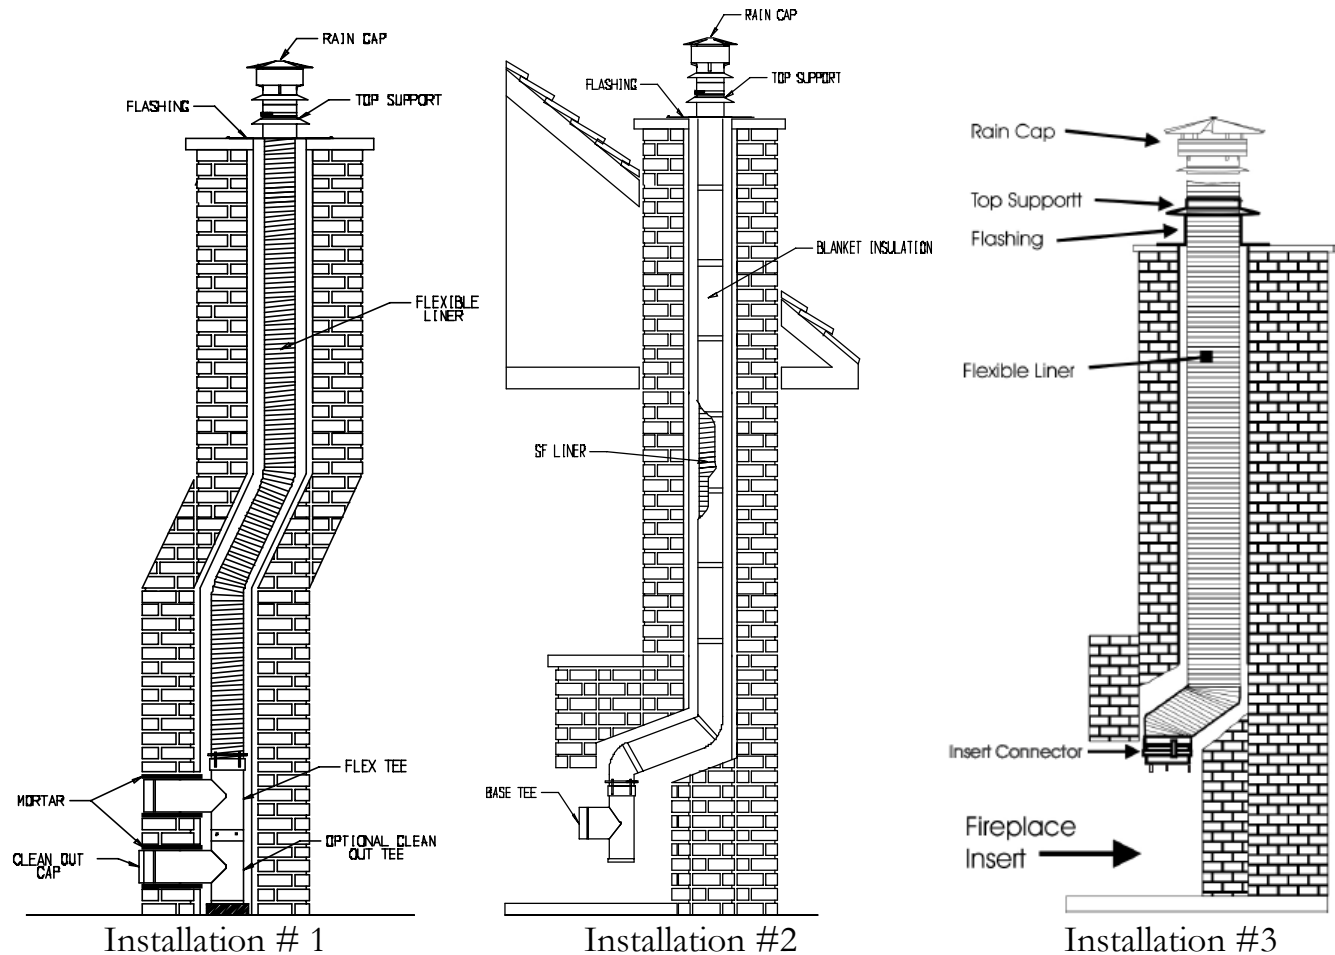 RAIN CAP
FLASHING
TOP SUPPORT
FLEXIBLE
LINER
FLEX TEE
MORTAR
OPTIONAL CLEAN
OUT TEE
CLEAN OUT
CAP
Installation # 1
RAIN CAP
TOP SUPPORT
FLASHING
BLANKET INSULATION
SF LINER
BASE TEE
Installation #2
Rain Cap
Top Supportt
Flashing
Flexible Liner
Insert Connector
Fireplace
Insert
Installation #3